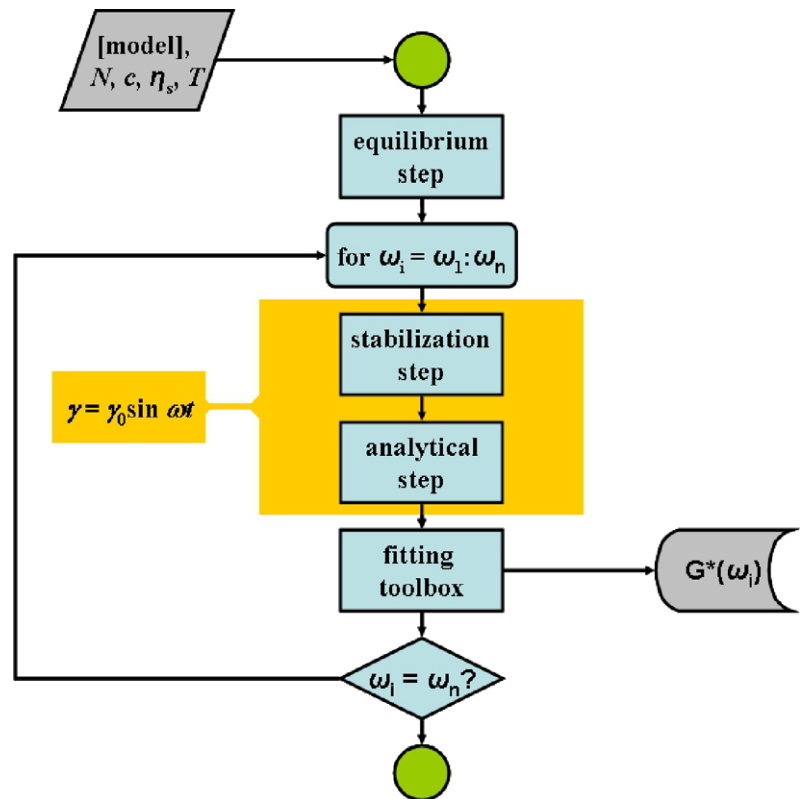 [model],
N, c, ηs, T
equilibrium
step
for ωi = ω1:ωn
stabilization
step
γ = γ0sin ωt
analytical
step
fitting
toolbox
G*(ωi)
ωi = ωn?